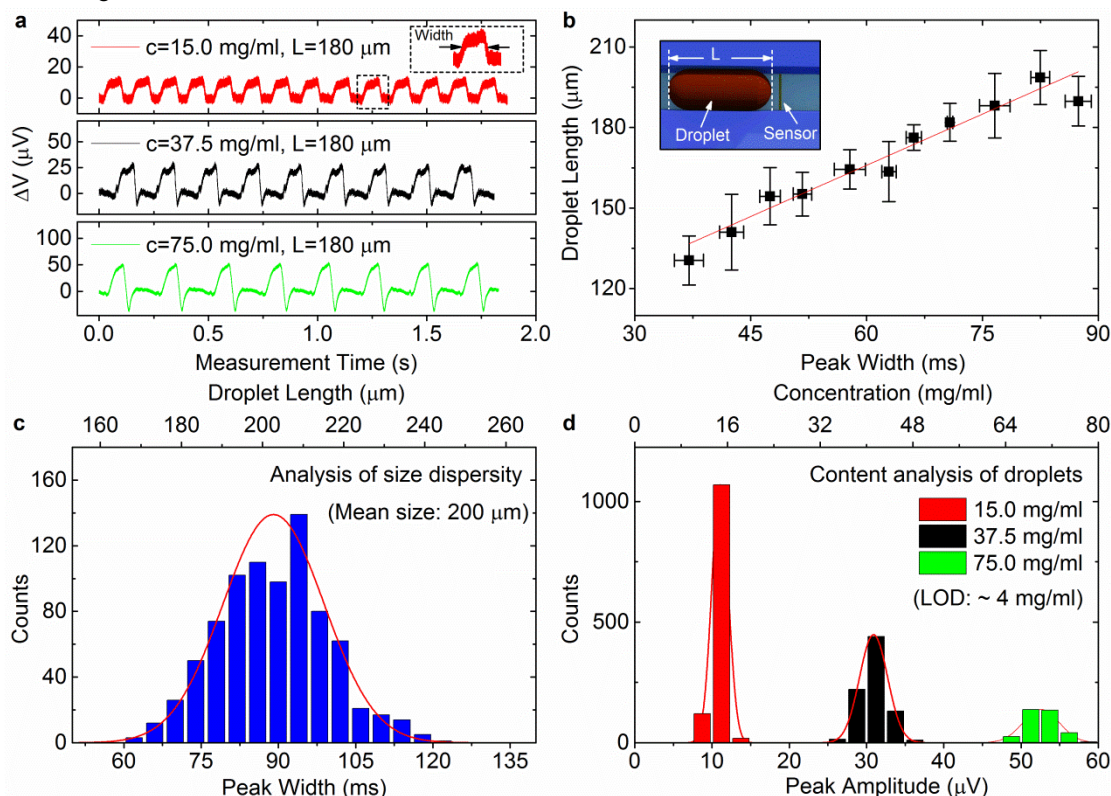 a
c=15.0 mg/ml, L=180 μm
Width
40
20
0
c=37.5 mg/ml, L=180 μm
50
25
0
ΔV (μV)
c=75.0 mg/ml, L=180 μm
100
50
0
0.0 0.5 1.0 1.5 2.0
Measurement Time (s)
b
210
180
150
120
Droplet Length (μm)
L
Droplet Sensor
30 45 60 75 90
Peak Width (ms)
Droplet Length (μm)
160 180 200 220 240 260
c
Analysis of size dispersity
(Mean size: 200 μm)
160
120
80
40
0
Counts
60 75 90 105 120 135
Peak Width (ms)
Concentration (mg/ml)
0 16 32 48 64 80
d
Content analysis of droplets
15.0 mg/ml
37.5 mg/ml
75.0 mg/ml
(LOD: ~ 4 mg/ml)
1000
500
0
Counts
0 10 20 30 40 50 60
Peak Amplitude (μV)